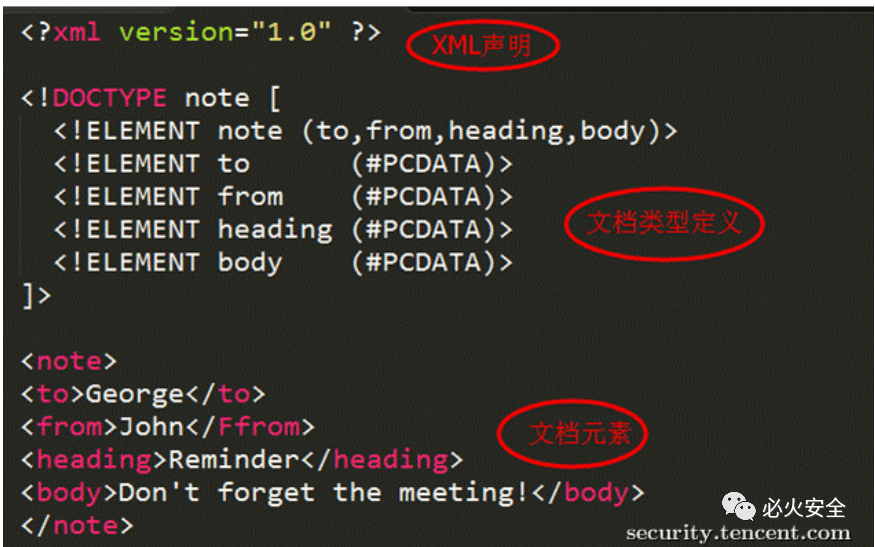 <?xml version="1.0" ?>
XML声明
<!DOCTYPE note [
<!ELEMENT note (to,from,heading,body)>
<!ELEMENT to (#PCDATA)>
<!ELEMENT from (#PCDATA)>
<!ELEMENT heading (#PCDATA)>
<!ELEMENT body (#PCDATA)>
]>
文档类型定义
<note>
<to>George</to>
<from>John</Ffrom>
<heading>Reminder</heading>
<body>Don't forget the meeting!</body>
</note>
文档元素
必火安全
security.tencent.com